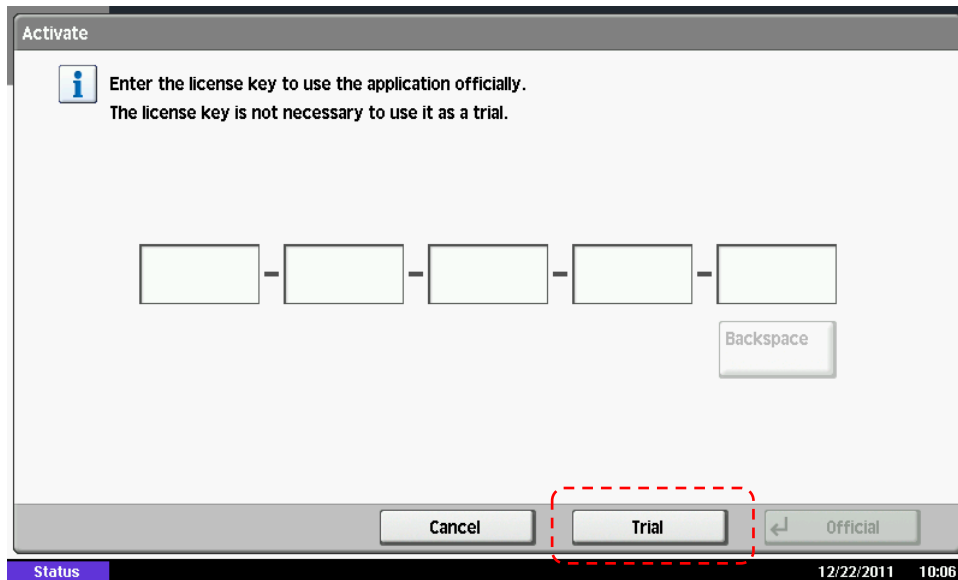 Activate
Enter the license key to use the application officially.
The license key is not necessary to use it as a trial.
- - - -
Backspace
Cancel Trial Official
Status 12/22/2011 10:06